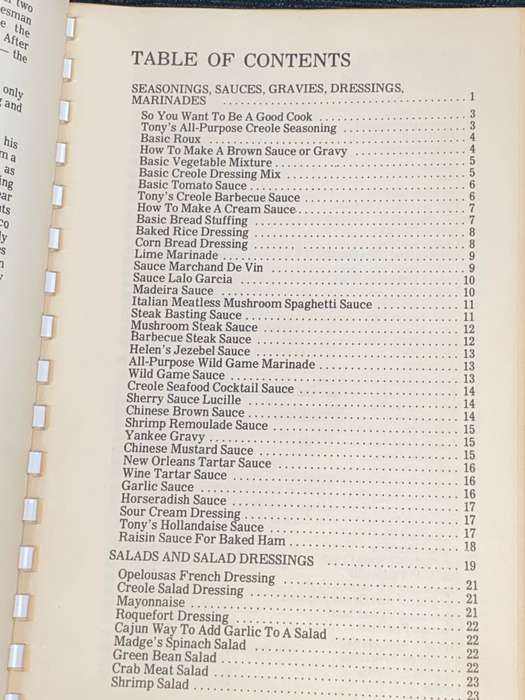 two
esman
e the
After
— the
only
and
his
m a
as
ing
TABLE OF CONTENTS
SEASONINGS, SAUCES, GRAVIES, DRESSINGS,
MARINADES 1
So You Want To Be A Good Cook 3
Tony's All-Purpose Creole Seasoning 3
Basic Roux 4
How To Make A Brown Sauce or Gravy 4
Basic Vegetable Mixture 5
Basic Creole Dressing Mix 5
Basic Tomato Sauce 6
Tony's Creole Barbecue Sauce 6
How To Make A Cream Sauce 7
Basic Bread Stuffing 7
Baked Rice Dressing 8
Corn Bread Dressing 8
Lime Marinade 9
Sauce Marchand De Vin 9
Sauce Lalo Garcia 10
Madeira Sauce 10
Italian Meatless Mushroom Spaghetti Sauce 11
Steak Basting Sauce 11
Mushroom Steak Sauce 12
Barbecue Steak Sauce 12
Helen's Jezebel Sauce 13
All-Purpose Wild Game Marinade 13
Wild Game Sauce 13
Creole Seafood Cocktail Sauce 14
Sherry Sauce Lucille 14
Chinese Brown Sauce 14
Shrimp Remoulade Sauce 15
Yankee Gravy 15
Chinese Mustard Sauce 15
New Orleans Tartar Sauce 16
Wine Tartar Sauce 16
Garlic Sauce 16
Horseradish Sauce 17
Sour Cream Dressing 17
Tony's Hollandaise Sauce 17
Raisin Sauce For Baked Ham 18
SALADS AND SALAD DRESSINGS 19
Opelousas French Dressing 21
Creole Salad Dressing 21
Mayonnaise 21
Roquefort Dressing 22
Cajun Way To Add Garlic To A Salad 22
Madge's Spinach Salad 22
Green Bean Salad 22
Crab Meat Salad 23
Shrimp Salad 23